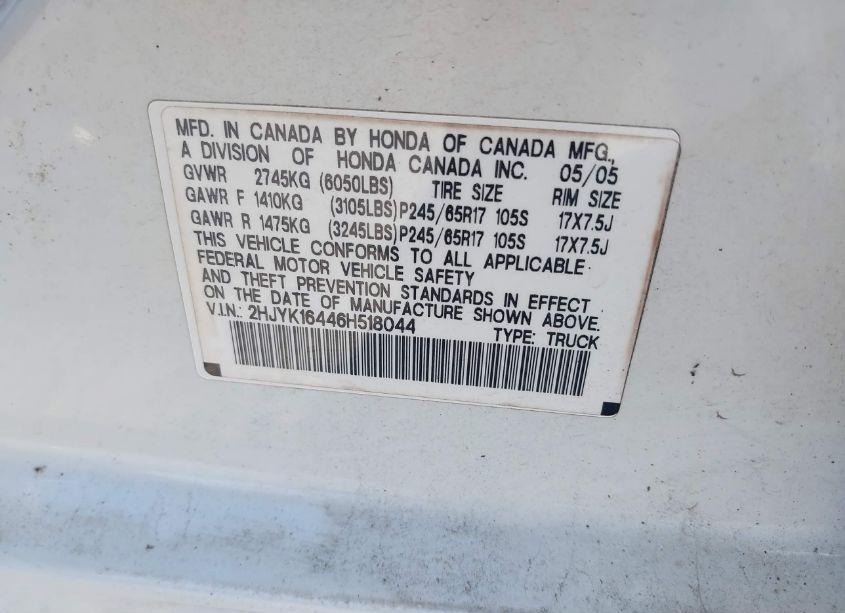 MFD. IN CANADA BY HONDA OF CANADA MFG.,
A DIVISION OF HONDA CANADA INC. 05/05
GVWR 2745KG (6050LBS) TIRE SIZE RIM SIZE
GAWR F 1410KG (3105LBS) P245/65R17 105S 17X7.5J
GAWR R 1475KG (3245LBS) P245/65R17 105S 17X7.5J
THIS VEHICLE CONFORMS TO ALL APPLICABLE
FEDERAL MOTOR VEHICLE SAFETY
AND THEFT PREVENTION STANDARDS IN EFFECT
ON THE DATE OF MANUFACTURE SHOWN ABOVE.
V.I.N.: 2HJYK16446H518044 TYPE: TRUCK